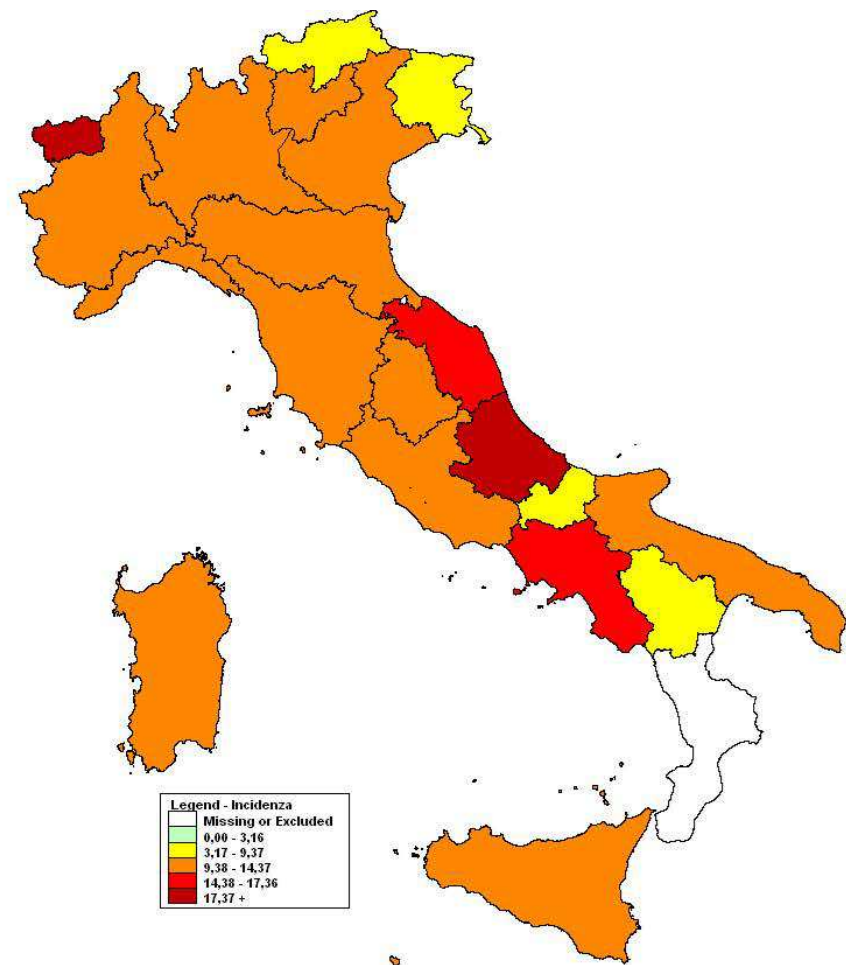 Legend - Incidenza
Missing or Excluded
0,00 - 3,16
3,17 - 9,37
9,38 - 14,37
14,38 - 17,36
17,37 +